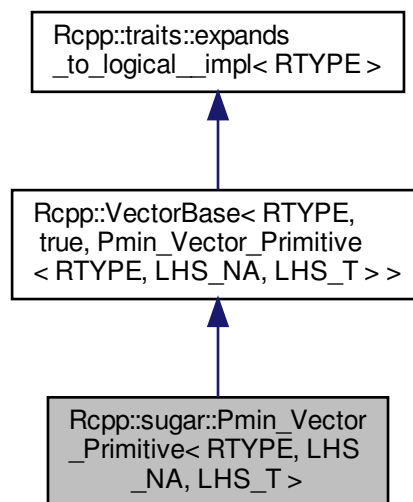 Rcpp::traits::expands
_to_logical__impl< RTYPE >
Rcpp::VectorBase< RTYPE,
true, Pmin_Vector_Primitive
< RTYPE, LHS_NA, LHS_T > >
Rcpp::sugar::Pmin_Vector
_Primitive< RTYPE, LHS
_NA, LHS_T >